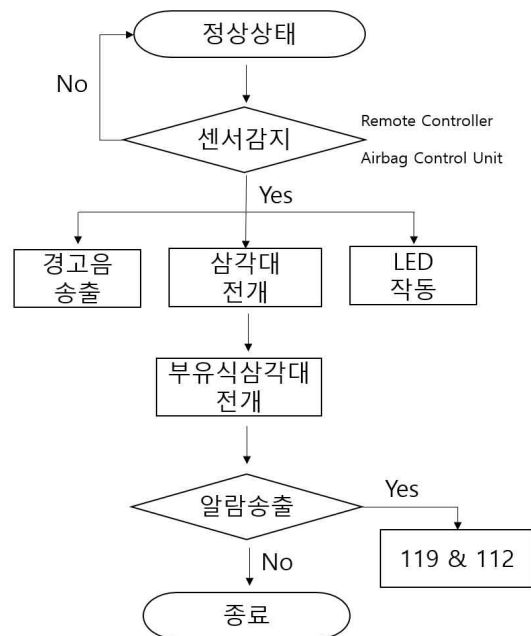 정상상태
No
센서감지
Remote Controller
Airbag Control Unit
Yes
경고음
송출
삼각대
전개
LED
작동
부유식삼각대
전개
알람송출
Yes
119 & 112
No
종료